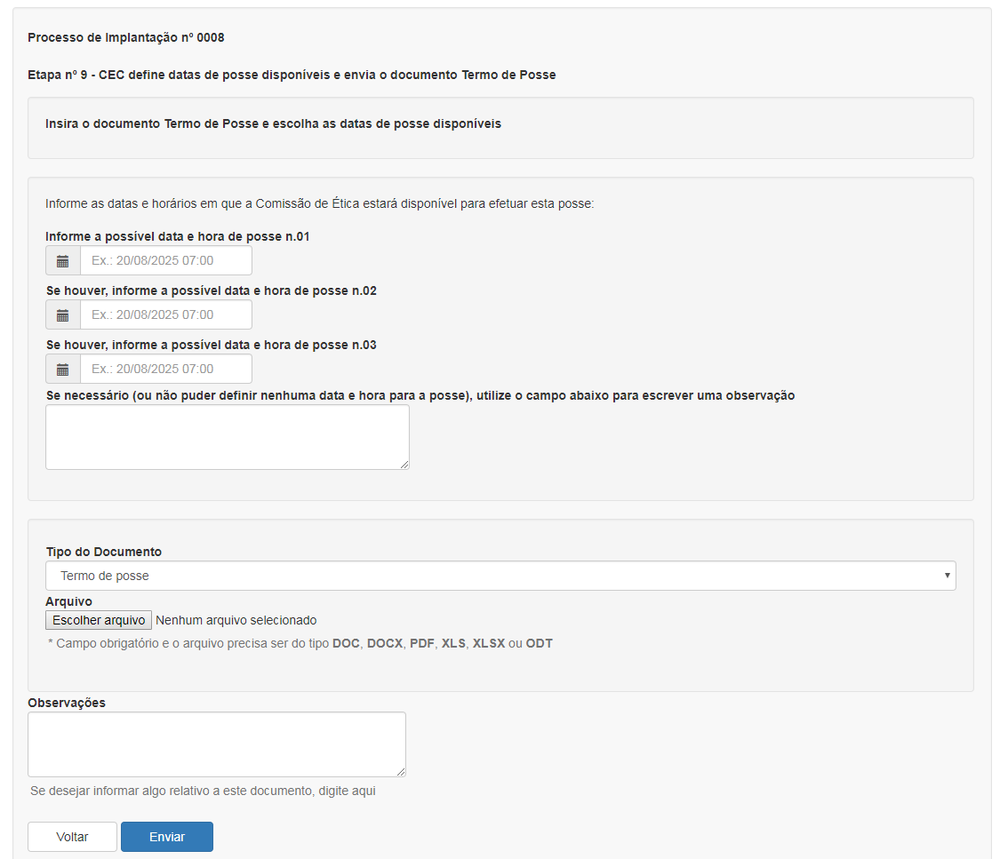 Processo de Implantação nº 0008
Etapa nº 9 - CEC define datas de posse disponíveis e envia o documento Termo de Posse
Insira o documento Termo de Posse e escolha as datas de posse disponíveis
Informe as datas e horários em que a Comissão de Ética estará disponível para efetuar esta posse:
Informe a possível data e hora de posse n.01
Ex.: 20/08/2025 07:00
Se houver, informe a possível data e hora de posse n.02
Ex.: 20/08/2025 07:00
Se houver, informe a possível data e hora de posse n.03
Ex.: 20/08/2025 07:00
Se necessário (ou não puder definir nenhuma data e hora para a posse), utilize o campo abaixo para escrever uma observação
Tipo do Documento
Termo de posse
Arquivo
Escolher arquivo Nenhum arquivo selecionado
* Campo obrigatório e o arquivo precisa ser do tipo DOC, DOCX, PDF, XLS, XLSX ou ODT
Observações
Se desejar informar algo relativo a este documento, digite aqui
Voltar Enviar